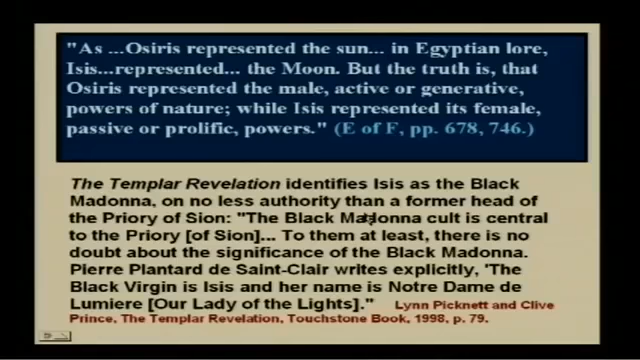 "As ...Osiris represented the sun... in Egyptian lore,
Isis...represented... the Moon. But the truth is, that
Osiris represented the male, active or generative,
powers of nature; while Isis represented its female,
passive or prolific, powers." (E of F, pp. 678, 746.)
The Templar Revelation identifies Isis as the Black
Madonna, on no less authority than a former head of
the Priory of Sion: "The Black Madonna cult is central
to the Priory [of Sion]... To them at least, there is no
doubt about the significance of the Black Madonna.
Pierre Plantard de Saint-Clair writes explicitly, 'The
Black Virgin is Isis and her name is Notre Dame de
Lumiere [Our Lady of the Lights]." Lynn Picknett and Clive
Prince, The Templar Revelation, Touchstone Book, 1998, p. 79.